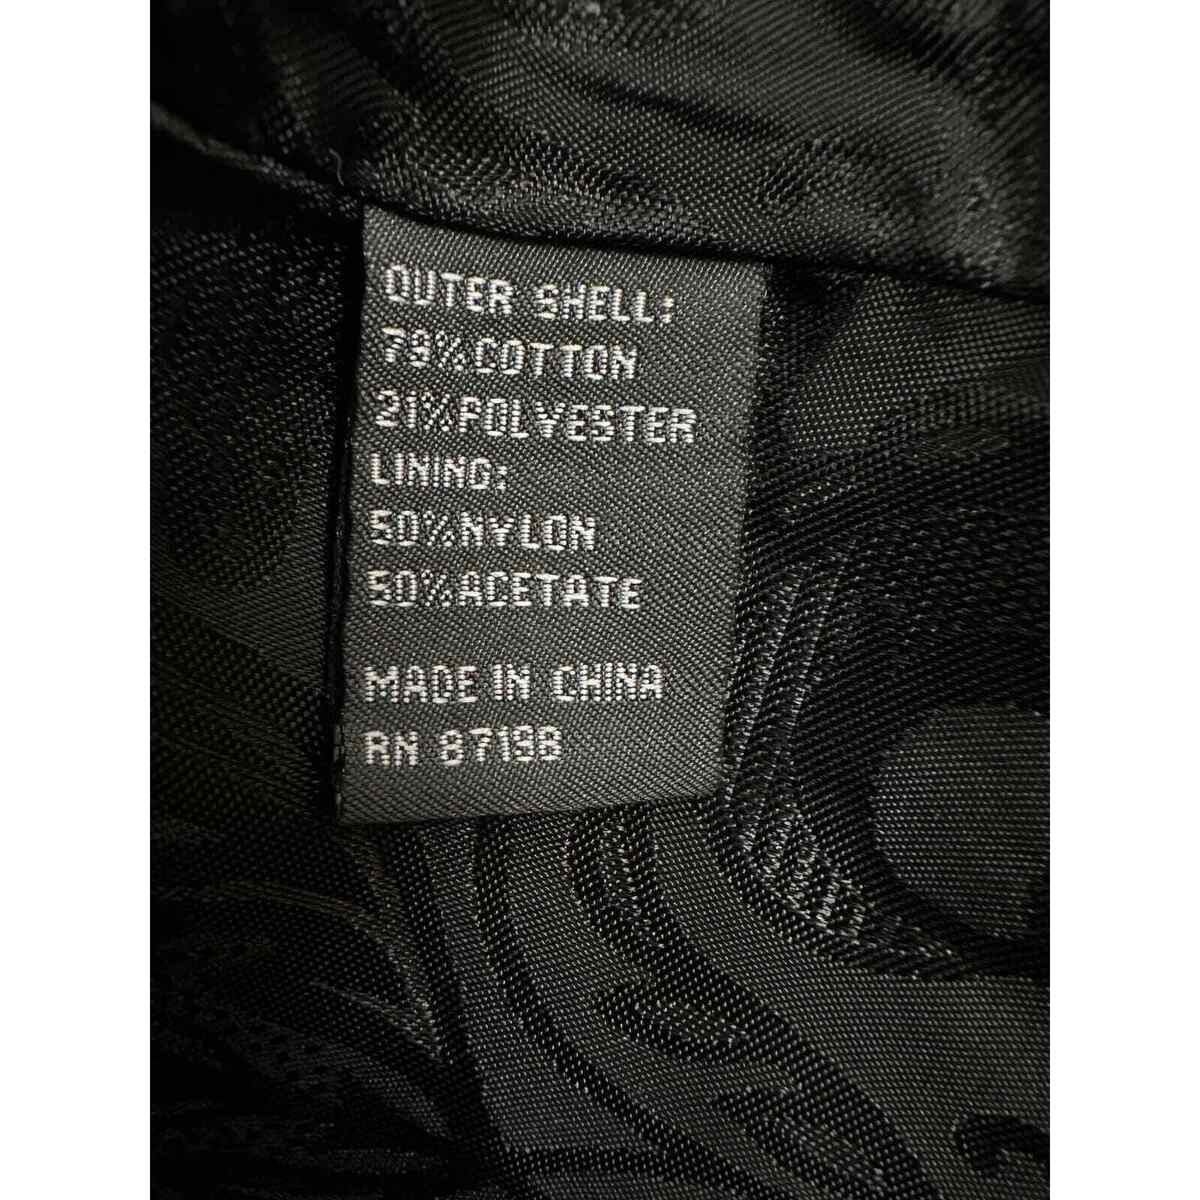 OUTER SHELL:
79%COTTON
21%POLYESTER
LINING:
50%NYLON
50%ACETATE
MADE IN CHINA
RN 87198